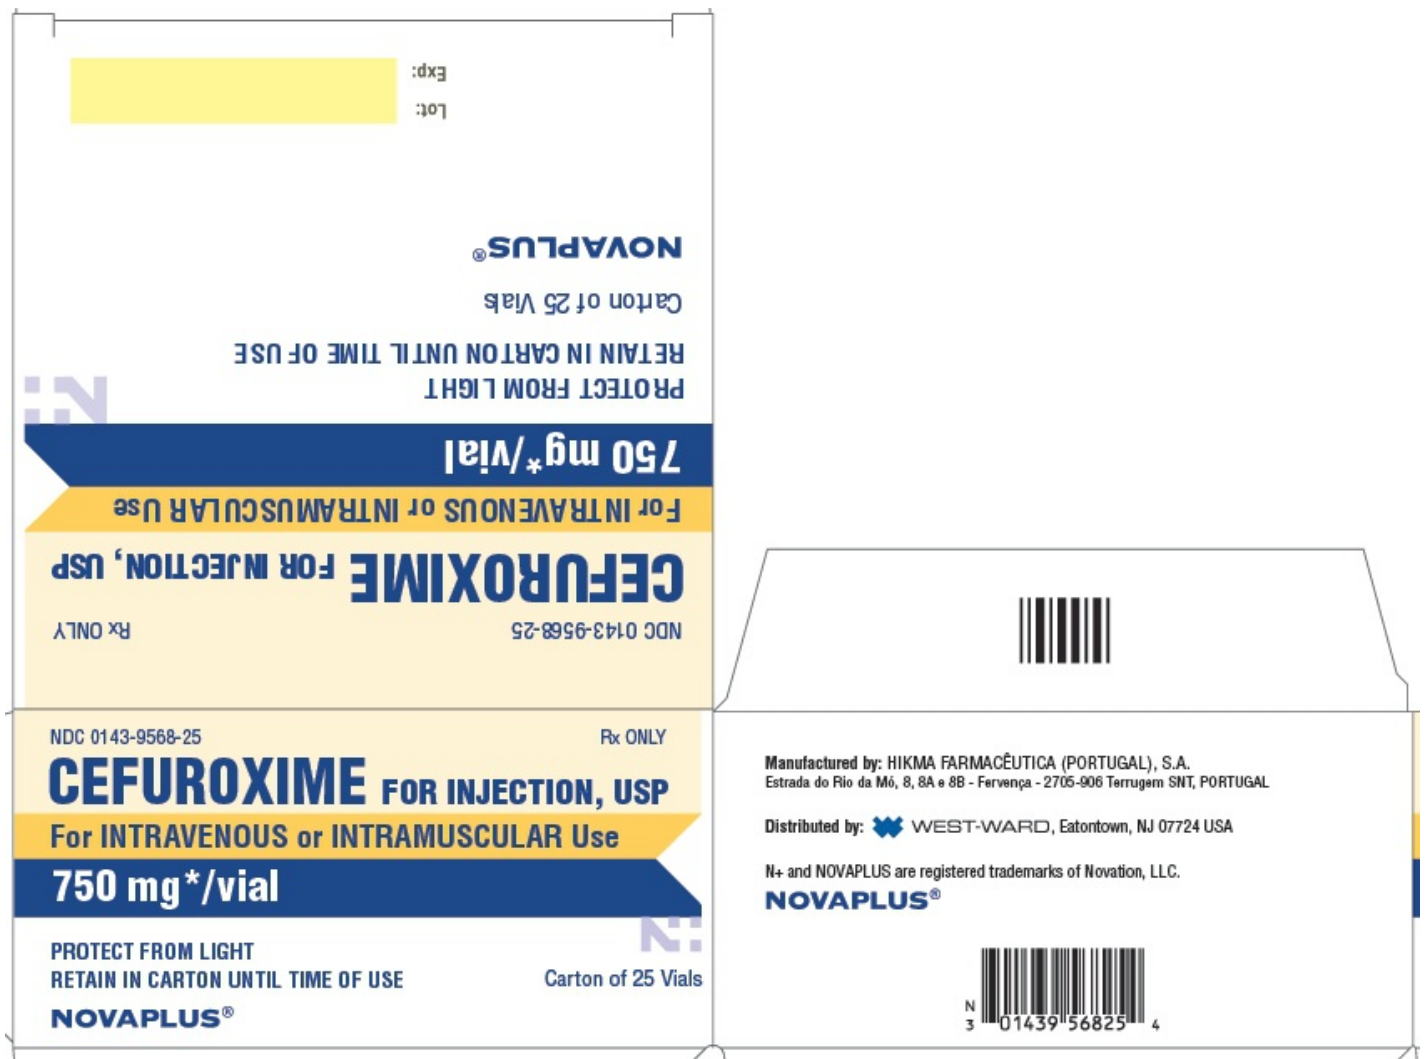 Exp:
Lot:
NOVAPLUS®
Carton of 25 Vials
RETAIN IN CARTON UNTIL TIME OF USE
PROTECT FROM LIGHT
750 mg*/vial
For INTRAVENOUS or INTRAMUSCULAR Use
CEFUROXIME FOR INJECTION, USP
NDC 0143-9568-25 Rx ONLY
NDC 0143-9568-25 Rx ONLY
CEFUROXIME FOR INJECTION, USP
For INTRAVENOUS or INTRAMUSCULAR Use
750 mg*/vial
PROTECT FROM LIGHT
RETAIN IN CARTON UNTIL TIME OF USE
Carton of 25 Vials
NOVAPLUS®
Manufactured by: HIKMA FARMACÊUTICA (PORTUGAL), S.A.
Estrada do Rio da Mó, 8, 8A e 8B - Fervença - 2705-906 Terrugem SNT, PORTUGAL
Distributed by: WEST-WARD, Eatontown, NJ 07724 USA
N+ and NOVAPLUS are registered trademarks of Novation, LLC.
NOVAPLUS®
N
3 01439 56825 4